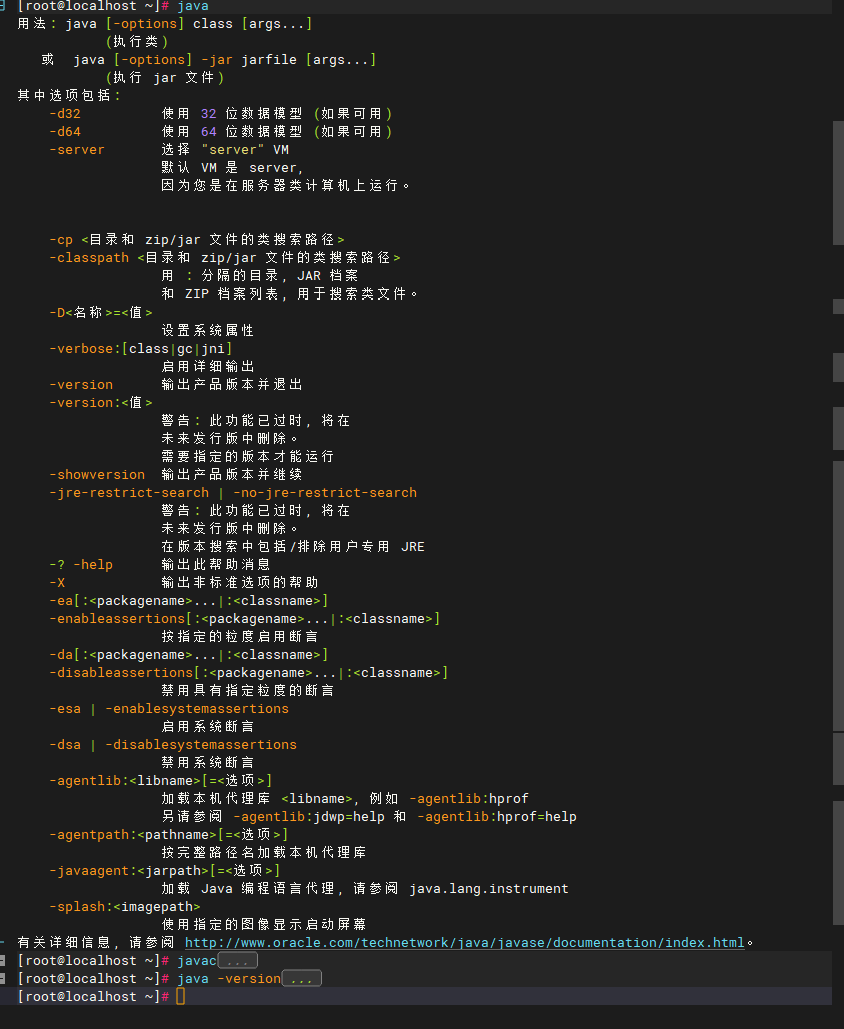 [root@localhost ~]# java
用法: java [-options] class [args...]
           (执行类)
   或  java [-options] -jar jarfile [args...]
           (执行 jar 文件)
其中选项包括:
    -d32          使用 32 位数据模型 (如果可用)
    -d64          使用 64 位数据模型 (如果可用)
    -server       选择 "server" VM
                  默认 VM 是 server,
                  因为您是在服务器类计算机上运行。
    -cp <目录和 zip/jar 文件的类搜索路径>
    -classpath <目录和 zip/jar 文件的类搜索路径>
                  用 : 分隔的目录, JAR 档案
                  和 ZIP 档案列表, 用于搜索类文件。
    -D<名称>=<值>
                  设置系统属性
    -verbose:[class|gc|jni]
                  启用详细输出
    -version      输出产品版本并退出
    -version:<值>
                  警告: 此功能已过时, 将在
                  未来发行版中删除。
                  需要指定的版本才能运行
    -showversion  输出产品版本并继续
    -jre-restrict-search | -no-jre-restrict-search
                  警告: 此功能已过时, 将在
                  未来发行版中删除。
                  在版本搜索中包括/排除用户专用 JRE
    -? -help      输出此帮助消息
    -X            输出非标准选项的帮助
    -ea[:<packagename>...|:<classname>]
    -enableassertions[:<packagename>...|:<classname>]
                  按指定的粒度启用断言
    -da[:<packagename>...|:<classname>]
    -disableassertions[:<packagename>...|:<classname>]
                  禁用具有指定粒度的断言
    -esa | -enablesystemassertions
                  启用系统断言
    -dsa | -disablesystemassertions
                  禁用系统断言
    -agentlib:<libname>[=<选项>]
                  加载本机代理库 <libname>, 例如 -agentlib:hprof
                  另请参阅 -agentlib:jdwp=help 和 -agentlib:hprof=help
    -agentpath:<pathname>[=<选项>]
                  按完整路径名加载本机代理库
    -javaagent:<jarpath>[=<选项>]
                  加载 Java 编程语言代理, 请参阅 java.lang.instrument
    -splash:<imagepath>
                  使用指定的图像显示启动屏幕
有关详细信息, 请参阅 http://www.oracle.com/technetwork/java/javase/documentation/index.html。
[root@localhost ~]# javac ...
[root@localhost ~]# java -version ...
[root@localhost ~]#